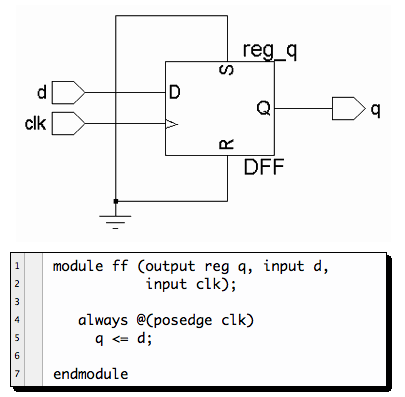 reg_q
S
d
D
Q
q
clk
R
DFF
1 module ff (output reg q, input d,
2 input clk);
3
4 always @(posedge clk)
5 q <= d;
6
7 endmodule